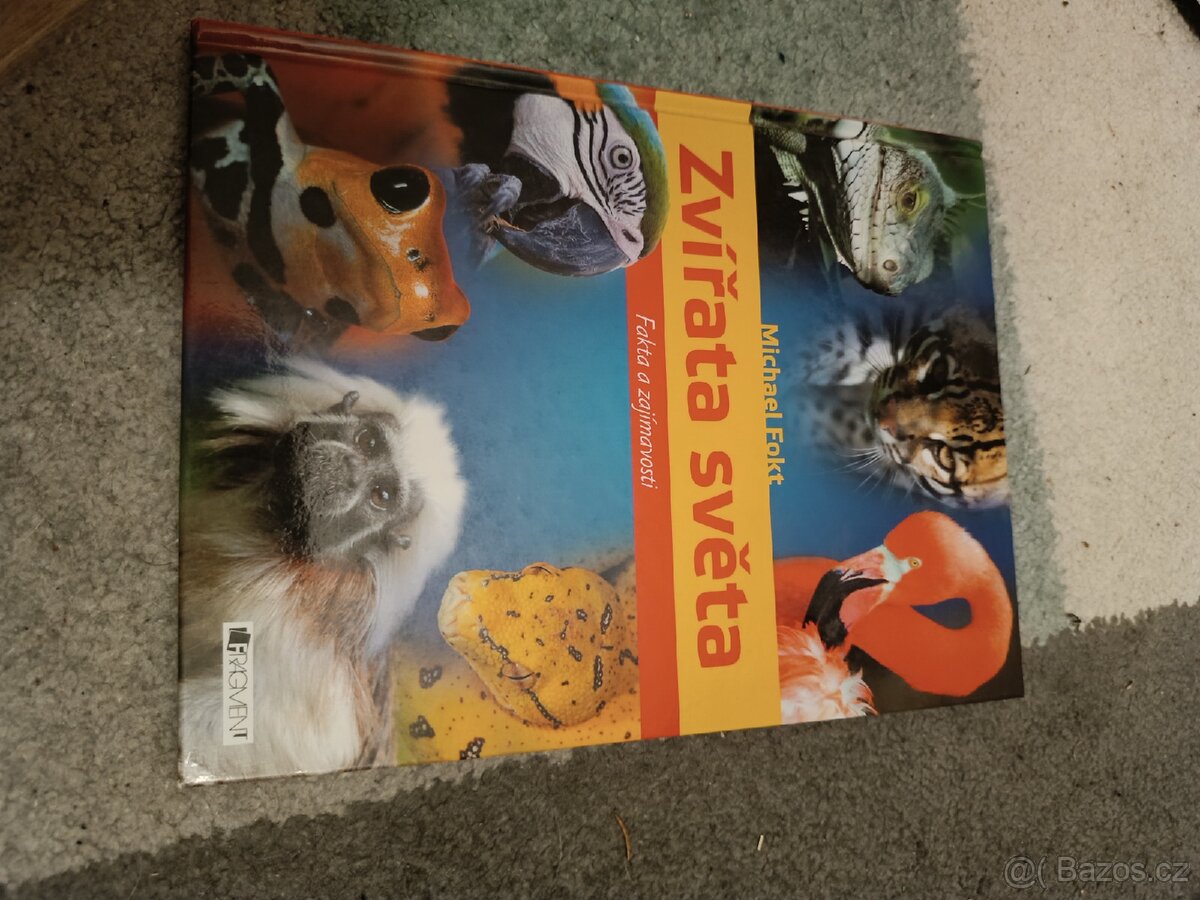 Michael Fokt
Zvířata světa
Fakta a zajímavosti
FRAGMENT
@( Bazos.cz